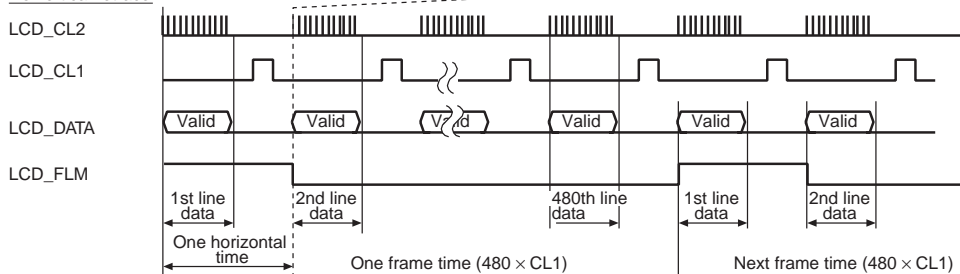 LCD_CL2
LCD_CL1
LCD_DATA
Valid Valid Valid Valid Valid
LCD_FLM
1st line data
2nd line data
480th line data
1st line data
2nd line data
One horizontal time
One frame time (480 × CL1)
Next frame time (480 × CL1)